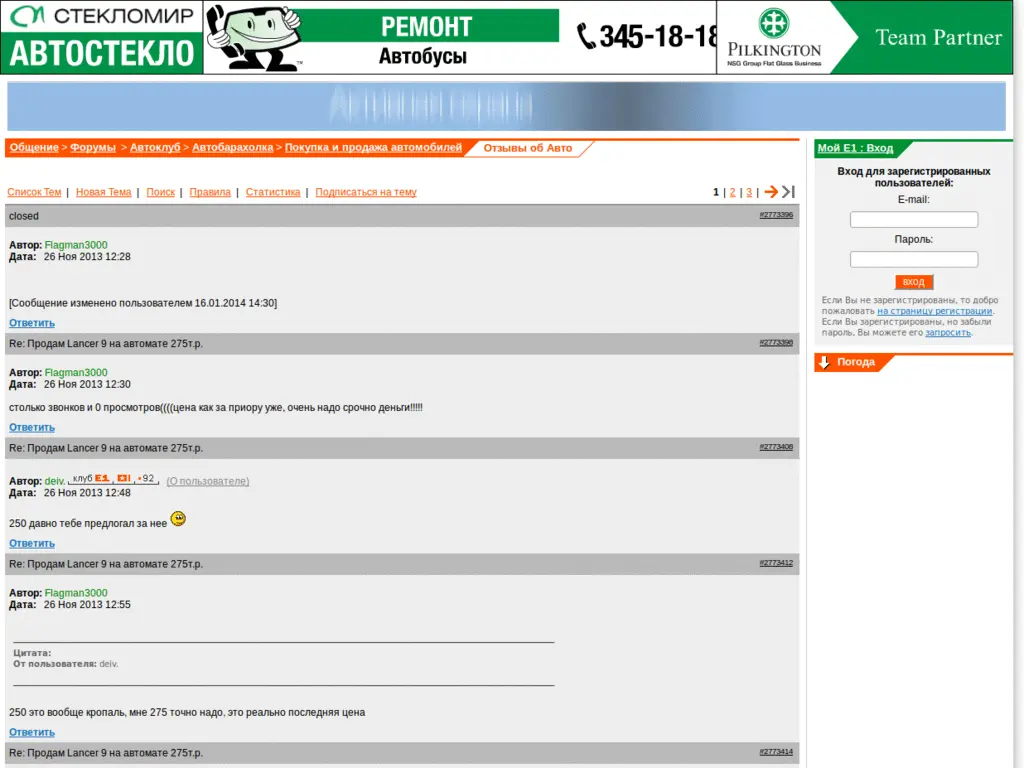 СТЕКЛОМИР
АВТОСТЕКЛО
РЕМОНТ
Автобусы
345-18-18
PILKINGTON
NSG Group Flat Glass Business
Team Partner
Общение > Форумы > Автоклуб > Автобарахолка > Покупка и продажа автомобилей
Отзывы об Авто
Список Тем | Новая Тема | Поиск | Правила | Статистика | Подписаться на тему
1 | 2 | 3 |
closed
#2773396
Автор: Flagman3000
Дата: 26 Ноя 2013 12:28
[Сообщение изменено пользователем 16.01.2014 14:30]
Ответить
Re: Продам Lancer 9 на автомате 275т.р.
#2773398
Автор: Flagman3000
Дата: 26 Ноя 2013 12:30
столько звонков и 0 просмотров((((цена как за приору уже, очень надо срочно деньги!!!!!
Ответить
Re: Продам Lancer 9 на автомате 275т.р.
#2773408
Автор: deiv. клуб E1 92 (О пользователе)
Дата: 26 Ноя 2013 12:48
250 давно тебе предлогал за нее
Ответить
Re: Продам Lancer 9 на автомате 275т.р.
#2773412
Автор: Flagman3000
Дата: 26 Ноя 2013 12:55
Цитата:
От пользователя: deiv.
250 это вообще кропаль, мне 275 точно надо, это реально последняя цена
Ответить
Re: Продам Lancer 9 на автомате 275т.р.
#2773414
Мой E1 : Вход
Вход для зарегистрированных
пользователей:
E-mail:
Пароль:
вход
Если Вы не зарегистрированы, то добро
пожаловать на страницу регистрации.
Если Вы зарегистрированы, но забыли
пароль, Вы можете его запросить.
Погода